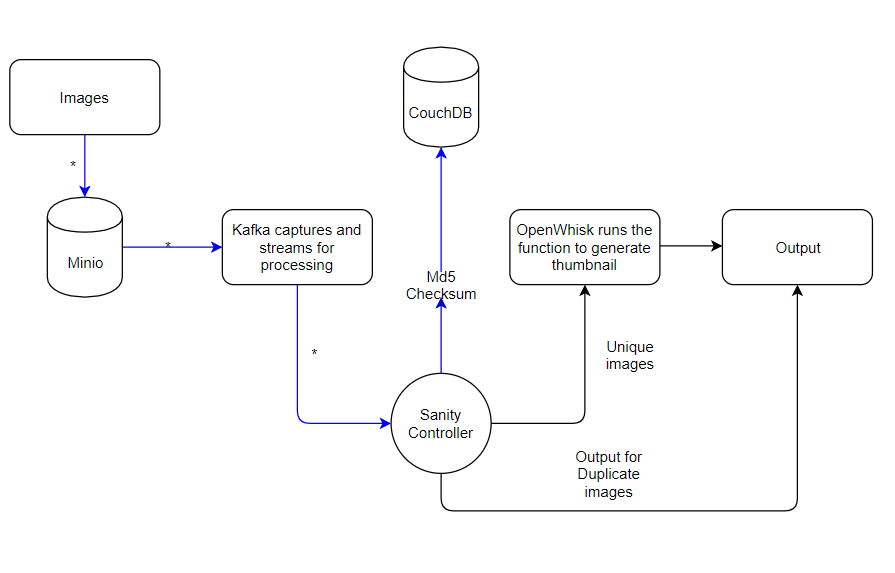 Images
CouchDB
*
Minio
*
Kafka captures and
streams for
processing
OpenWhisk runs the
function to generate
thumbnail
Output
Md5
Checksum
*
Unique
images
Sanity
Controller
Output for
Duplicate
images